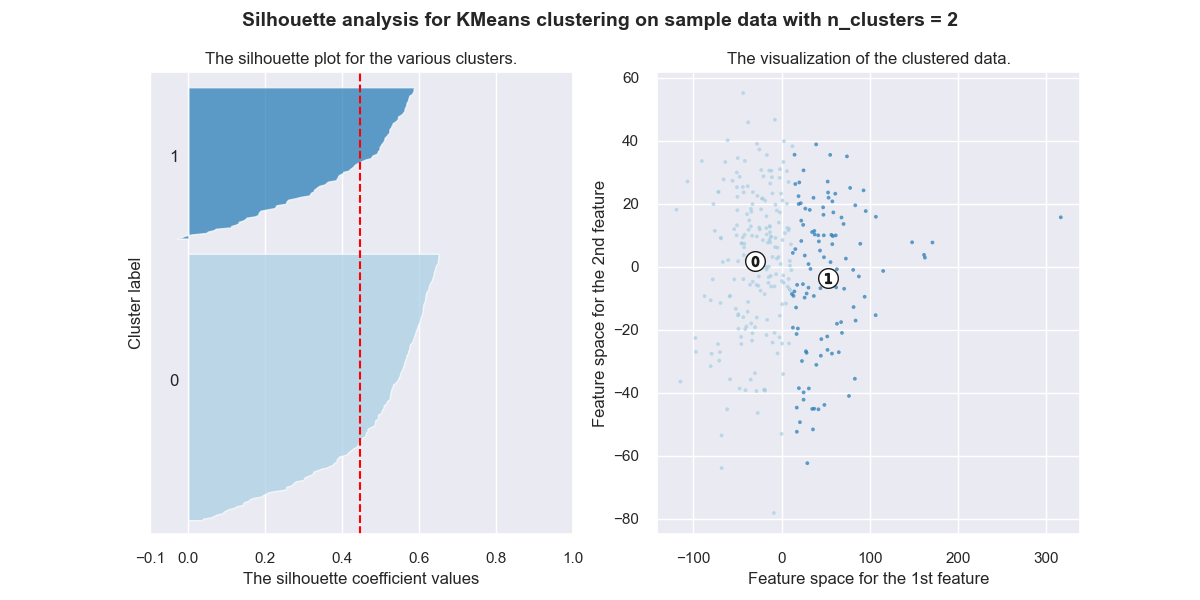 Silhouette analysis for KMeans clustering on sample data with n_clusters = 2
The silhouette plot for the various clusters.
Cluster label
1
0
−0.1 0.0 0.2 0.4 0.6 0.8 1.0
The silhouette coefficient values
The visualization of the clustered data.
Feature space for the 2nd feature
60
40
20
0
−20
−40
−60
−80
0
1
−100 0 100 200 300
Feature space for the 1st feature